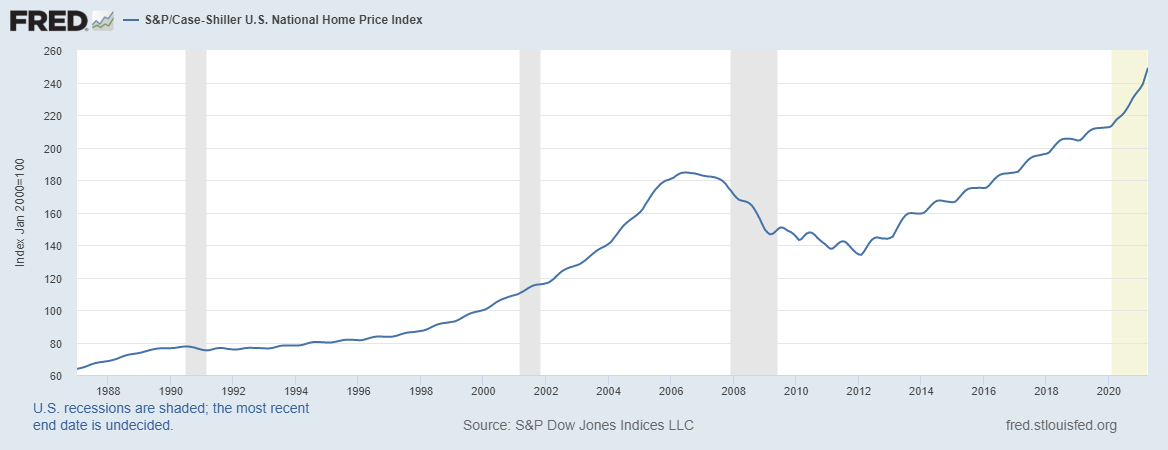 FRED
S&P/Case-Shiller U.S. National Home Price Index
Index Jan 2000=100
260
240
220
200
180
160
140
120
100
80
60
1988 1990 1992 1994 1996 1998 2000 2002 2004 2006 2008 2010 2012 2014 2016 2018 2020
U.S. recessions are shaded; the most recent
end date is undecided.
Source: S&P Dow Jones Indices LLC
fred.stlouisfed.org